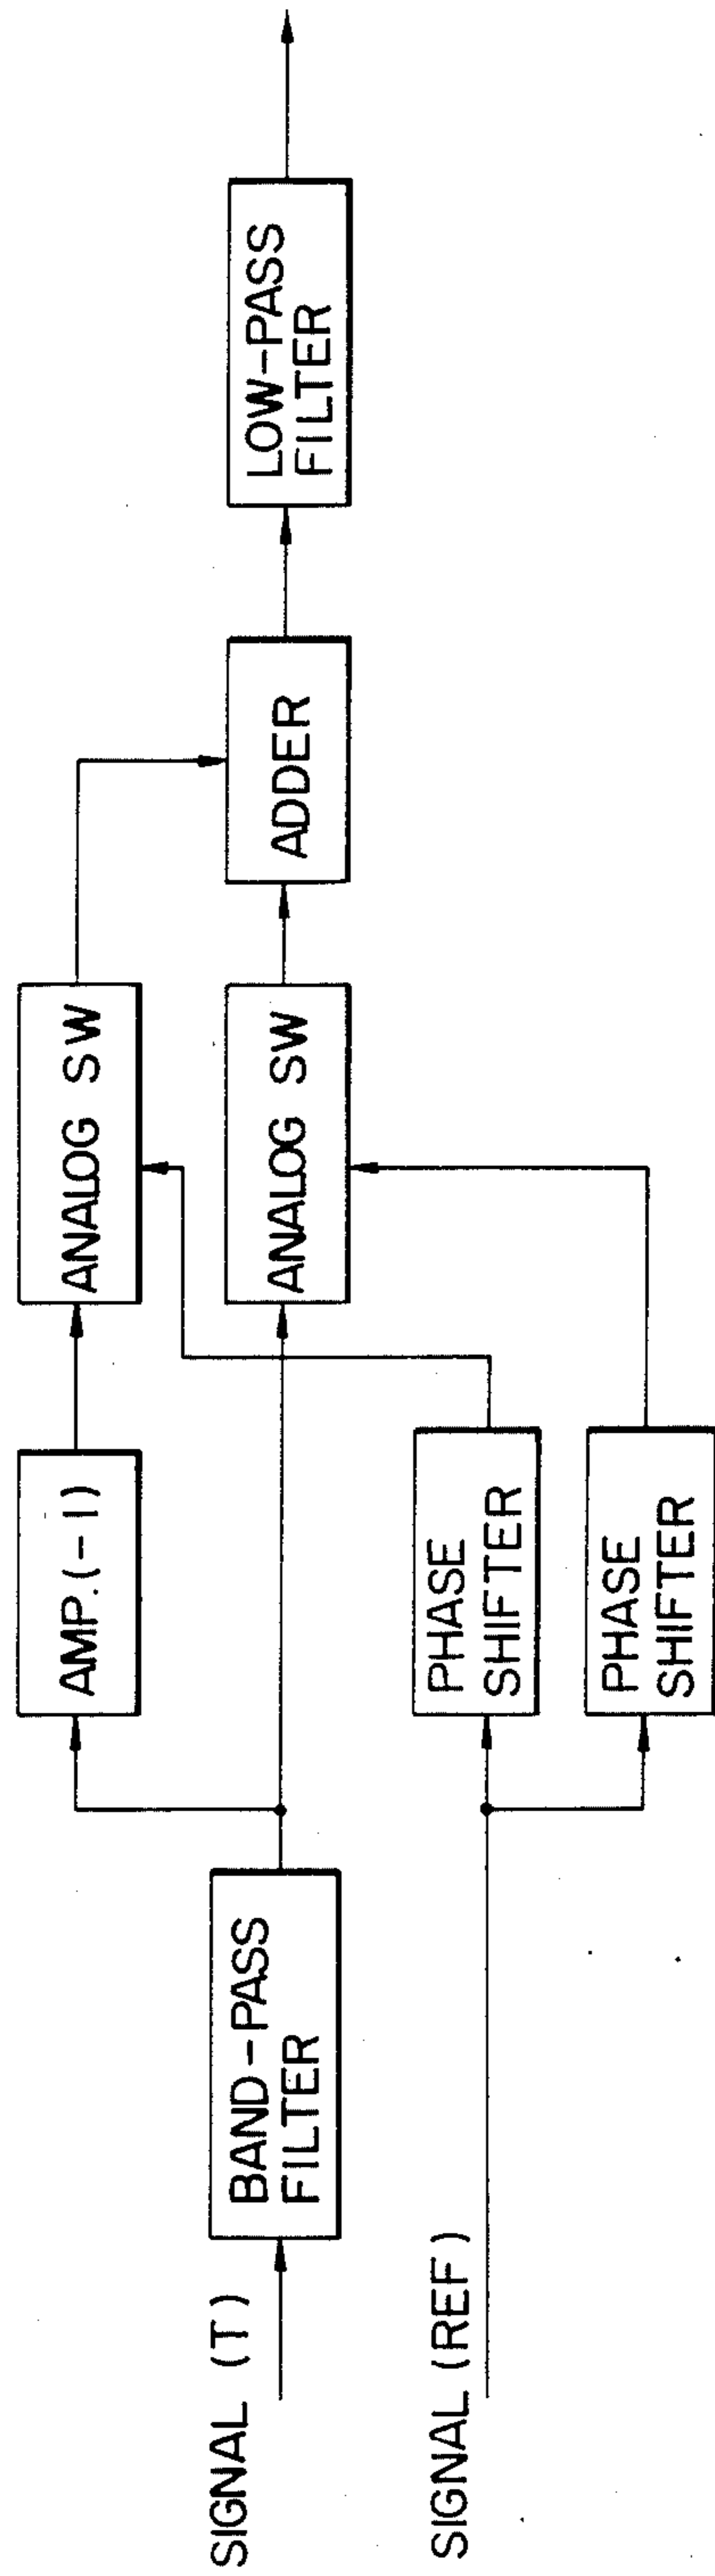 SIGNAL (T)
BAND-PASS
FILTER
AMP.(-1)
ANALOG SW
ANALOG SW
ADDER
LOW-PASS
FILTER
SIGNAL (REF)
PHASE
SHIFTER
PHASE
SHIFTER